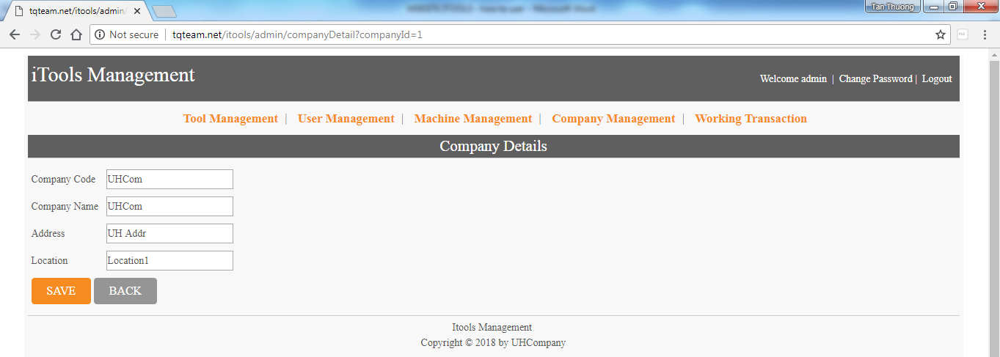 tqteam.net/itools/admin/
Tan Thuong
Not secure | tqteam.net/itools/admin/companyDetail?companyId=1
iTools Management
Welcome admin | Change Password | Logout
Tool Management | User Management | Machine Management | Company Management | Working Transaction
Company Details
Company Code UHCom
Company Name UHCom
Address UH Addr
Location Location1
SAVE BACK
Itools Management
Copyright © 2018 by UHCompany